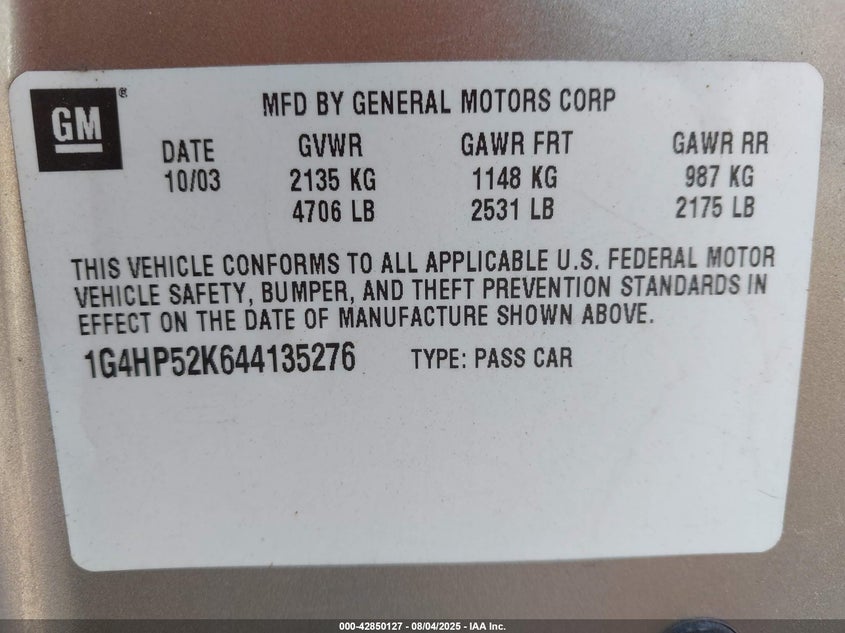 GM®
MFD BY GENERAL MOTORS CORP
DATE GVWR GAWR FRT GAWR RR
10/03 2135 KG 1148 KG 987 KG
4706 LB 2531 LB 2175 LB
THIS VEHICLE CONFORMS TO ALL APPLICABLE U.S. FEDERAL MOTOR
VEHICLE SAFETY, BUMPER, AND THEFT PREVENTION STANDARDS IN
EFFECT ON THE DATE OF MANUFACTURE SHOWN ABOVE.
1G4HP52K644135276 TYPE: PASS CAR
000-42850127 - 08/04/2025 - IAA Inc.